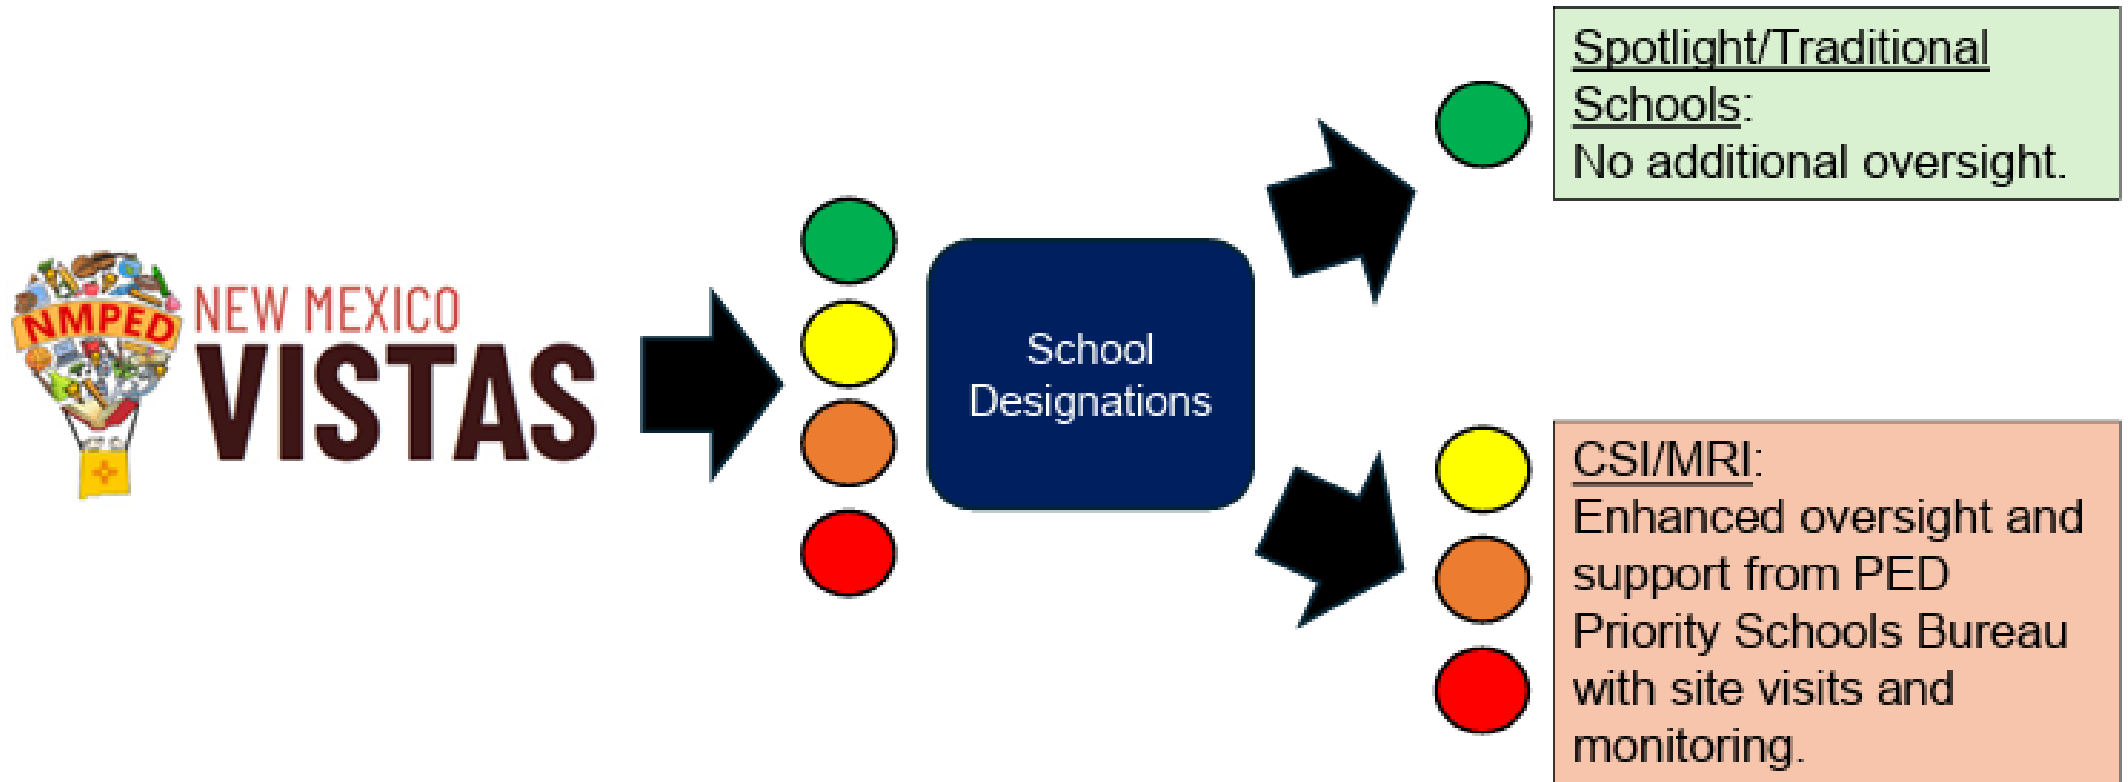 NMPED
NEW MEXICO
VISTAS
School
Designations
Spotlight/Traditional
Schools:
No additional oversight.
CSI/MRI:
Enhanced oversight and
support from PED
Priority Schools Bureau
with site visits and
monitoring.